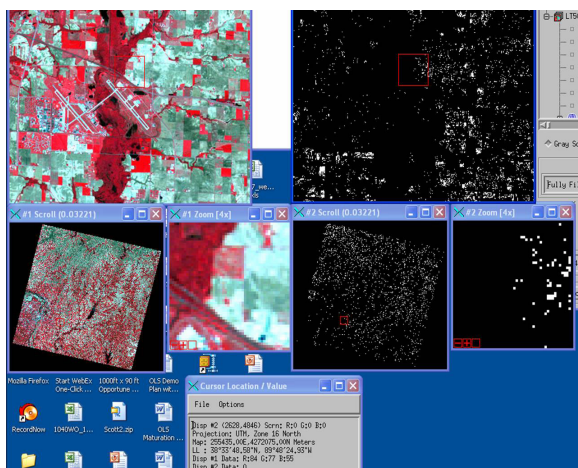 LT5
Gray Sc
Fully Fi
7_we...
ds
#1 Scroll (0.03221)
#1 Zoom [4x]
#2 Scroll (0.03221)
#2 Zoom [4x]
Mozilla Firefox
Start WebEx
One-Click ...
1000ft x 90 ft
Opportune ...
OLS Demo
Plan wit...
RecordNow
1040WO_1...
Scott2.zip
OLS
Maturation ...
Cursor Location / Value
File Options
Disp #2 (2628,4846) Scrn: R:0 G:0 B:0
Projection: UTM, Zone 16 North
Map: 255435.00E,4272075.00N Meters
LL : 38°33'48.58"N, 89°48'24.93"W
Disp #1 Data: R:84 G:77 B:55
Disp #2 Data: 0